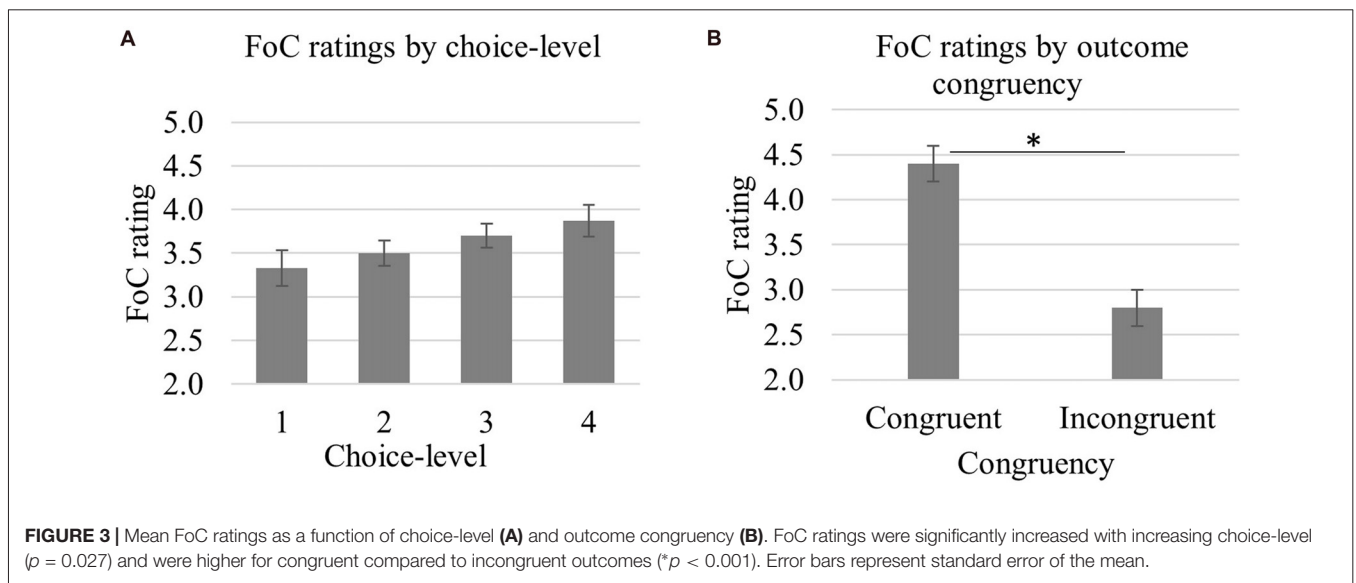 A
FoC ratings by choice-level
5.0
4.5
4.0
3.5
3.0
2.5
2.0
FoC rating
1 2 3 4
Choice-level
B
FoC ratings by outcome
congruency
5.0
4.5
4.0
3.5
3.0
2.5
2.0
FoC rating
*
Congruent Incongruent
Congruency
FIGURE 3 | Mean FoC ratings as a function of choice-level (A) and outcome congruency (B). FoC ratings were significantly increased with increasing choice-level
(p = 0.027) and were higher for congruent compared to incongruent outcomes (*p < 0.001). Error bars represent standard error of the mean.